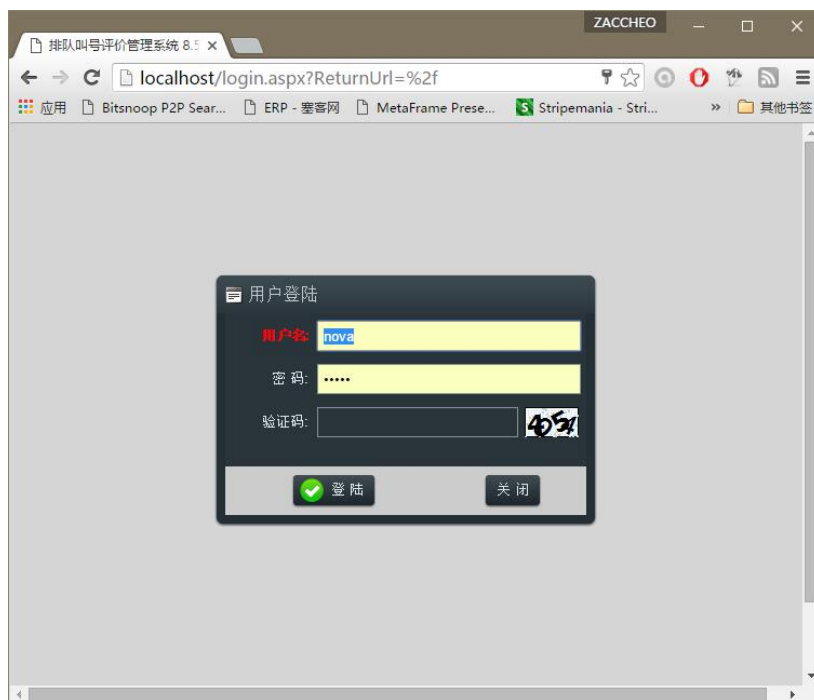 ZACCHEO
排队叫号评价管理系统 8.5
localhost/login.aspx?ReturnUrl=%2f
应用 Bitsnoop P2P Sear... ERP - 塞客网 MetaFrame Prese... Stripemania - Stri... » 其他书签
用户登陆
用户名: nova
密 码: •••••
验证码:
登 陆 关 闭